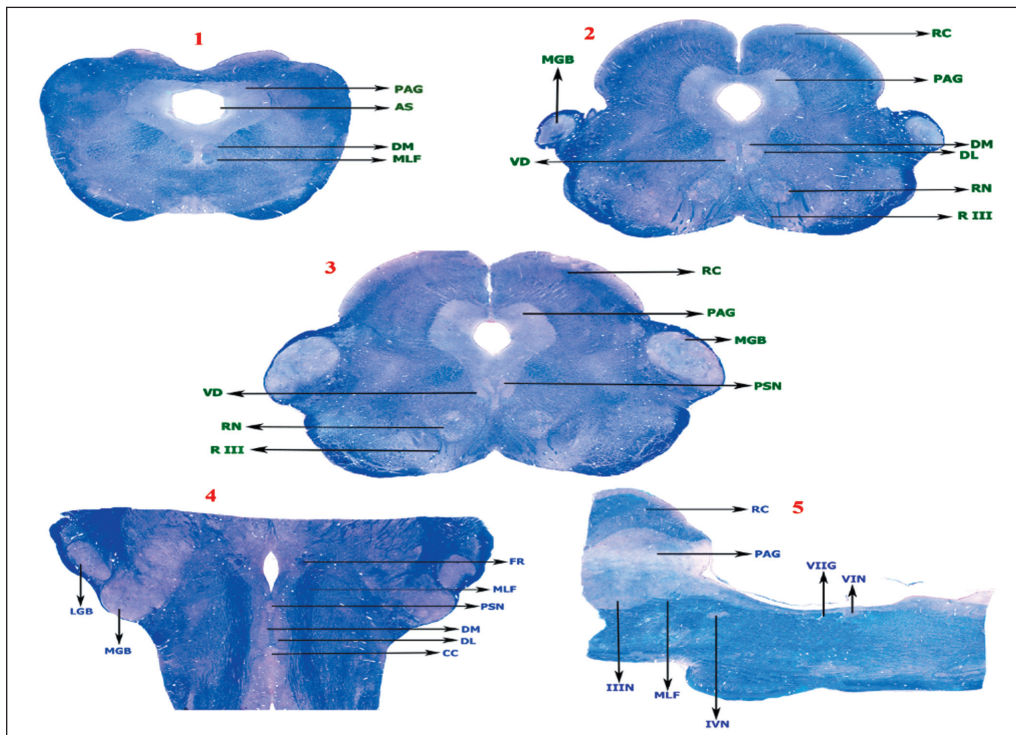 1
PAG
AS
DM
MLF
2
RC
MGB
PAG
DM
DL
VD
RN
R III
3
RC
PAG
MGB
PSN
VD
RN
R III
4
FR
MLF
LGB
PSN
DM
MGB
DL
CC
5
RC
PAG
VIIG
VIN
IIIN
MLF
IVN